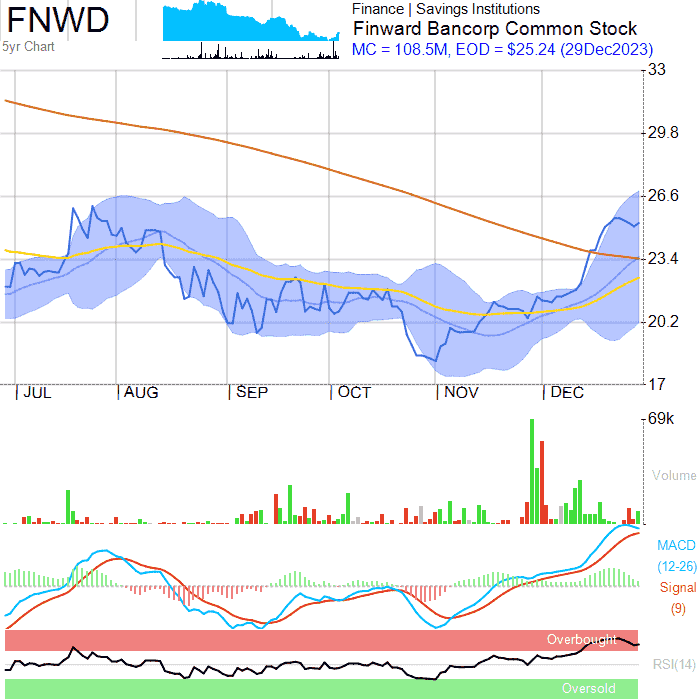 FNWD
5yr Chart
Finance | Savings Institutions
Finward Bancorp Common Stock
MC = 108.5M, EOD = $25.24 (29Dec2023)
33
29.8
26.6
23.4
20.2
17
| JUL | AUG | SEP | OCT | NOV | DEC
69k
Volume
MACD
(12-26)
Signal
(9)
Overbought
RSI(14)
Oversold